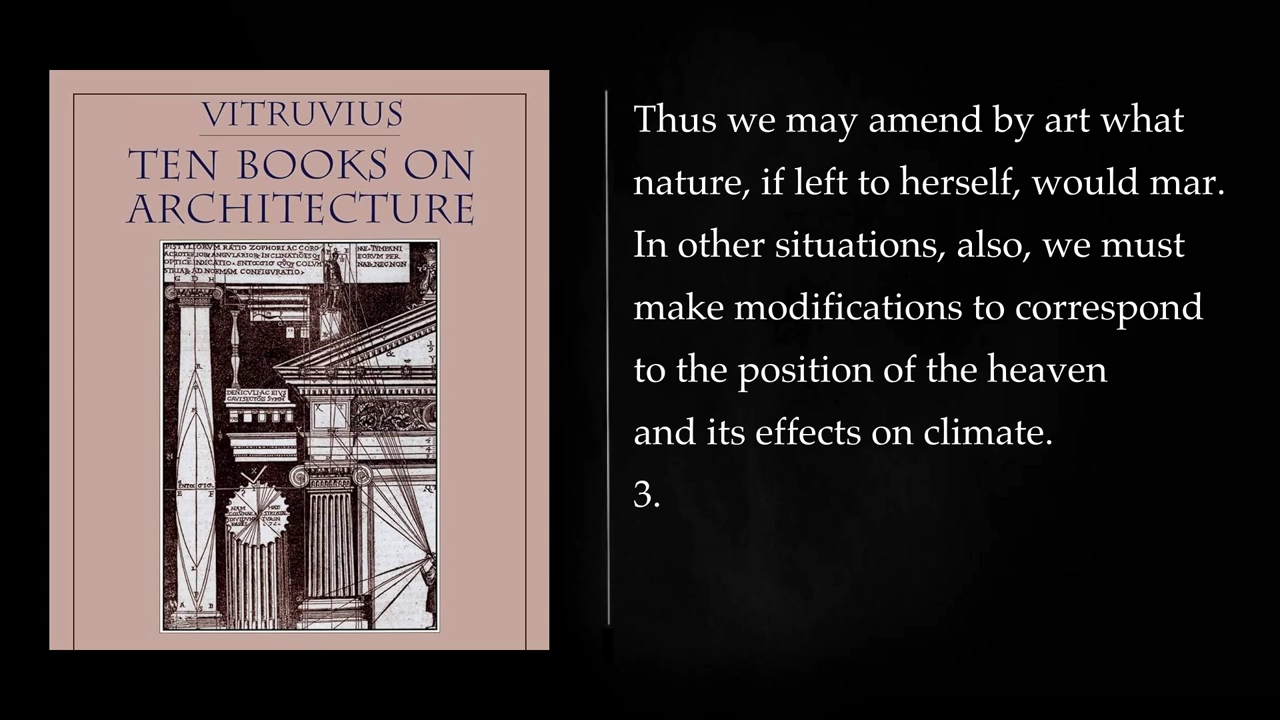 VITRUVIUS
TEN BOOKS ON
ARCHITECTURE
Thus we may amend by art what
nature, if left to herself, would mar.
In other situations, also, we must
make modifications to correspond
to the position of the heaven
and its effects on climate.
3.